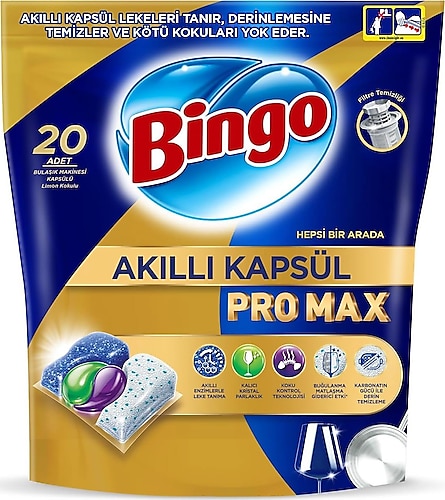 AKILLI KAPSÜL LEKELERİ TANIR, DERİNLEMESİNE
TEMİZLER VE KÖTÜ KOKULARI YOK EDER.
Bingo
Filtre Temizliği
20
ADET
BULAŞIK MAKİNESİ
KAPSÜLÜ
Limon Kokulu
HEPSİ BİR ARADA
AKILLI KAPSÜL
PRO MAX
AKILLI
ENZİMLERLE
LEKE TANIMA
KALICI
KRİSTAL
PARLAKLIK
KOKU
KONTROL
TEKNOLOJİSİ
BUĞULANMA
MATLAŞMA
GİDERİCİ ETKİ*
KARBONATIN
GÜCÜ İLE
DERİN
TEMİZLEME